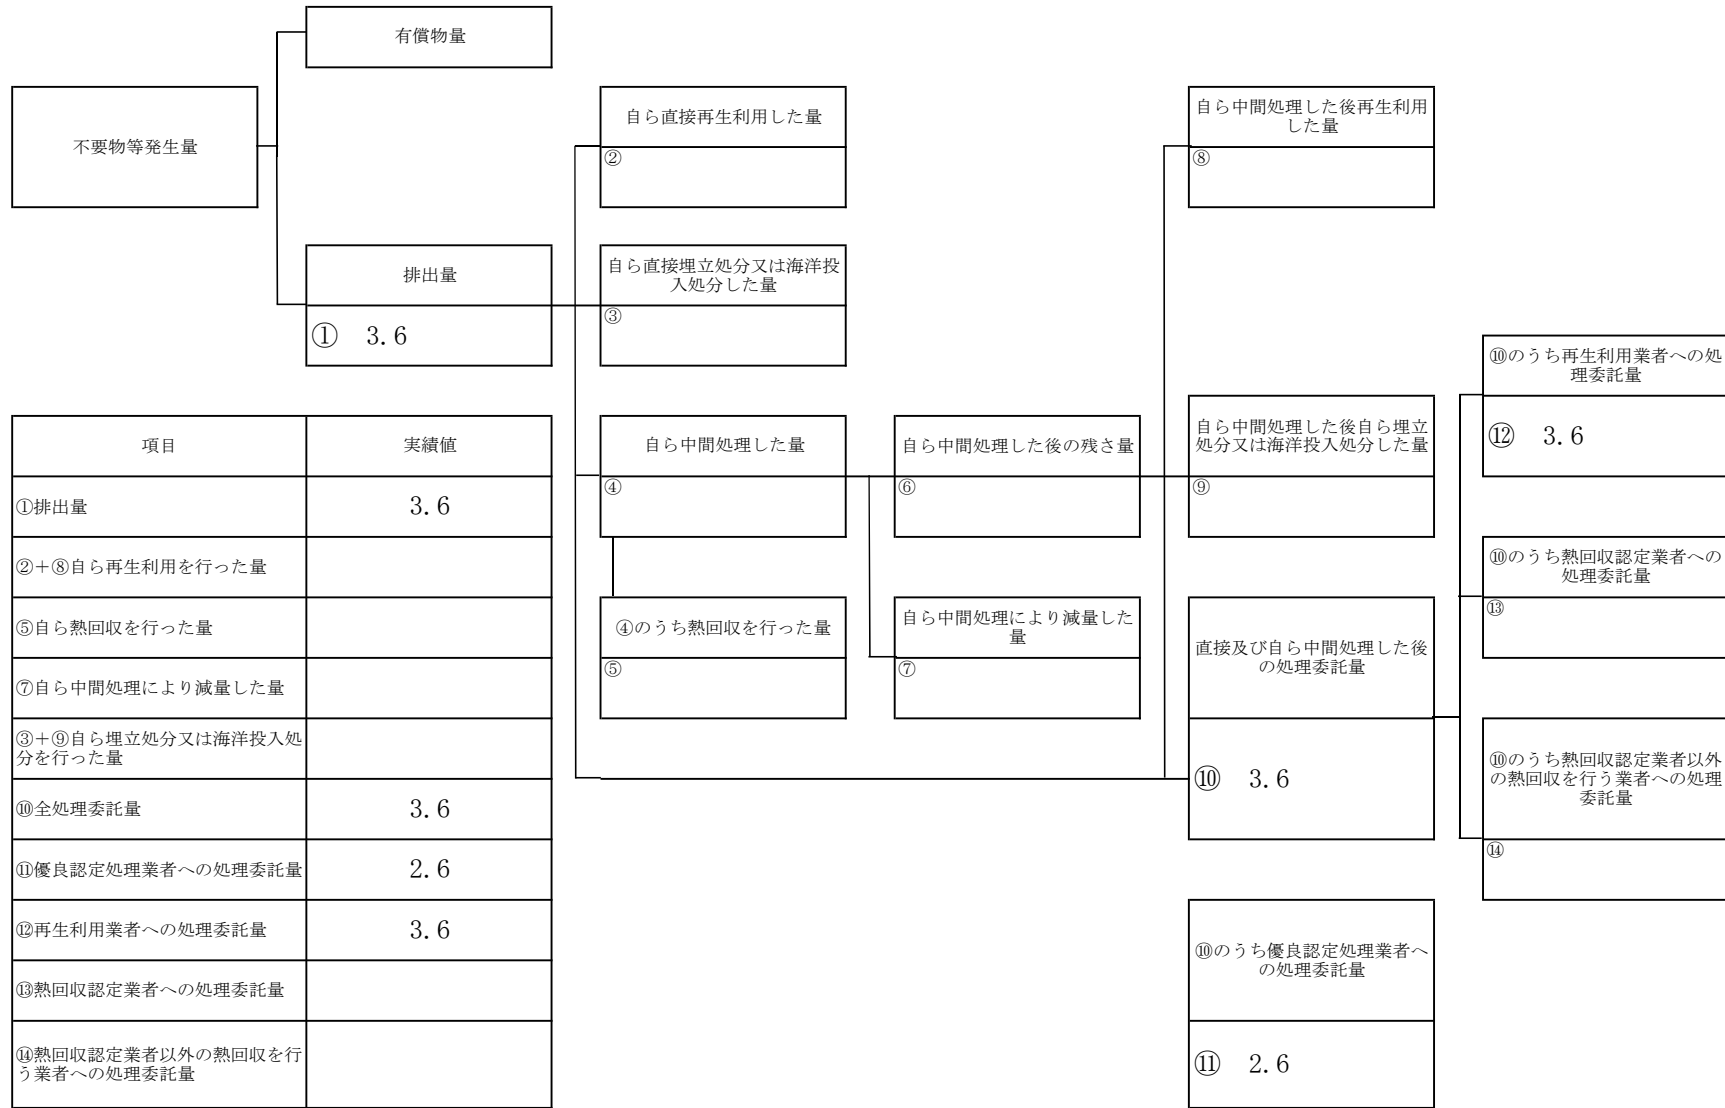 有償物量
不要物等発生量
自ら直接再生利用した量
②
自ら中間処理した後再生利用
した量
⑧
排出量
① 3.6
自ら直接埋立処分又は海洋投
入処分した量
③
⑩のうち再生利用業者への処
理委託量
⑫ 3.6
自ら中間処理した量
④
自ら中間処理した後の残さ量
⑥
自ら中間処理した後自ら埋立
処分又は海洋投入処分した量
⑨
⑩のうち熱回収認定業者への
処理委託量
⑬
④のうち熱回収を行った量
⑤
自ら中間処理により減量した
量
⑦
直接及び自ら中間処理した後
の処理委託量
⑩ 3.6
⑩のうち熱回収認定業者以外
の熱回収を行う業者への処理
委託量
⑭
⑩のうち優良認定処理業者へ
の処理委託量
⑪ 2.6
項目 実績値
①排出量 3.6
②+⑧自ら再生利用を行った量
⑤自ら熱回収を行った量
⑦自ら中間処理により減量した量
③+⑨自ら埋立処分又は海洋投入処
分を行った量
⑩全処理委託量 3.6
⑪優良認定処理業者への処理委託量 2.6
⑫再生利用業者への処理委託量 3.6
⑬熱回収認定業者への処理委託量
⑭熱回収認定業者以外の熱回収を行
う業者への処理委託量